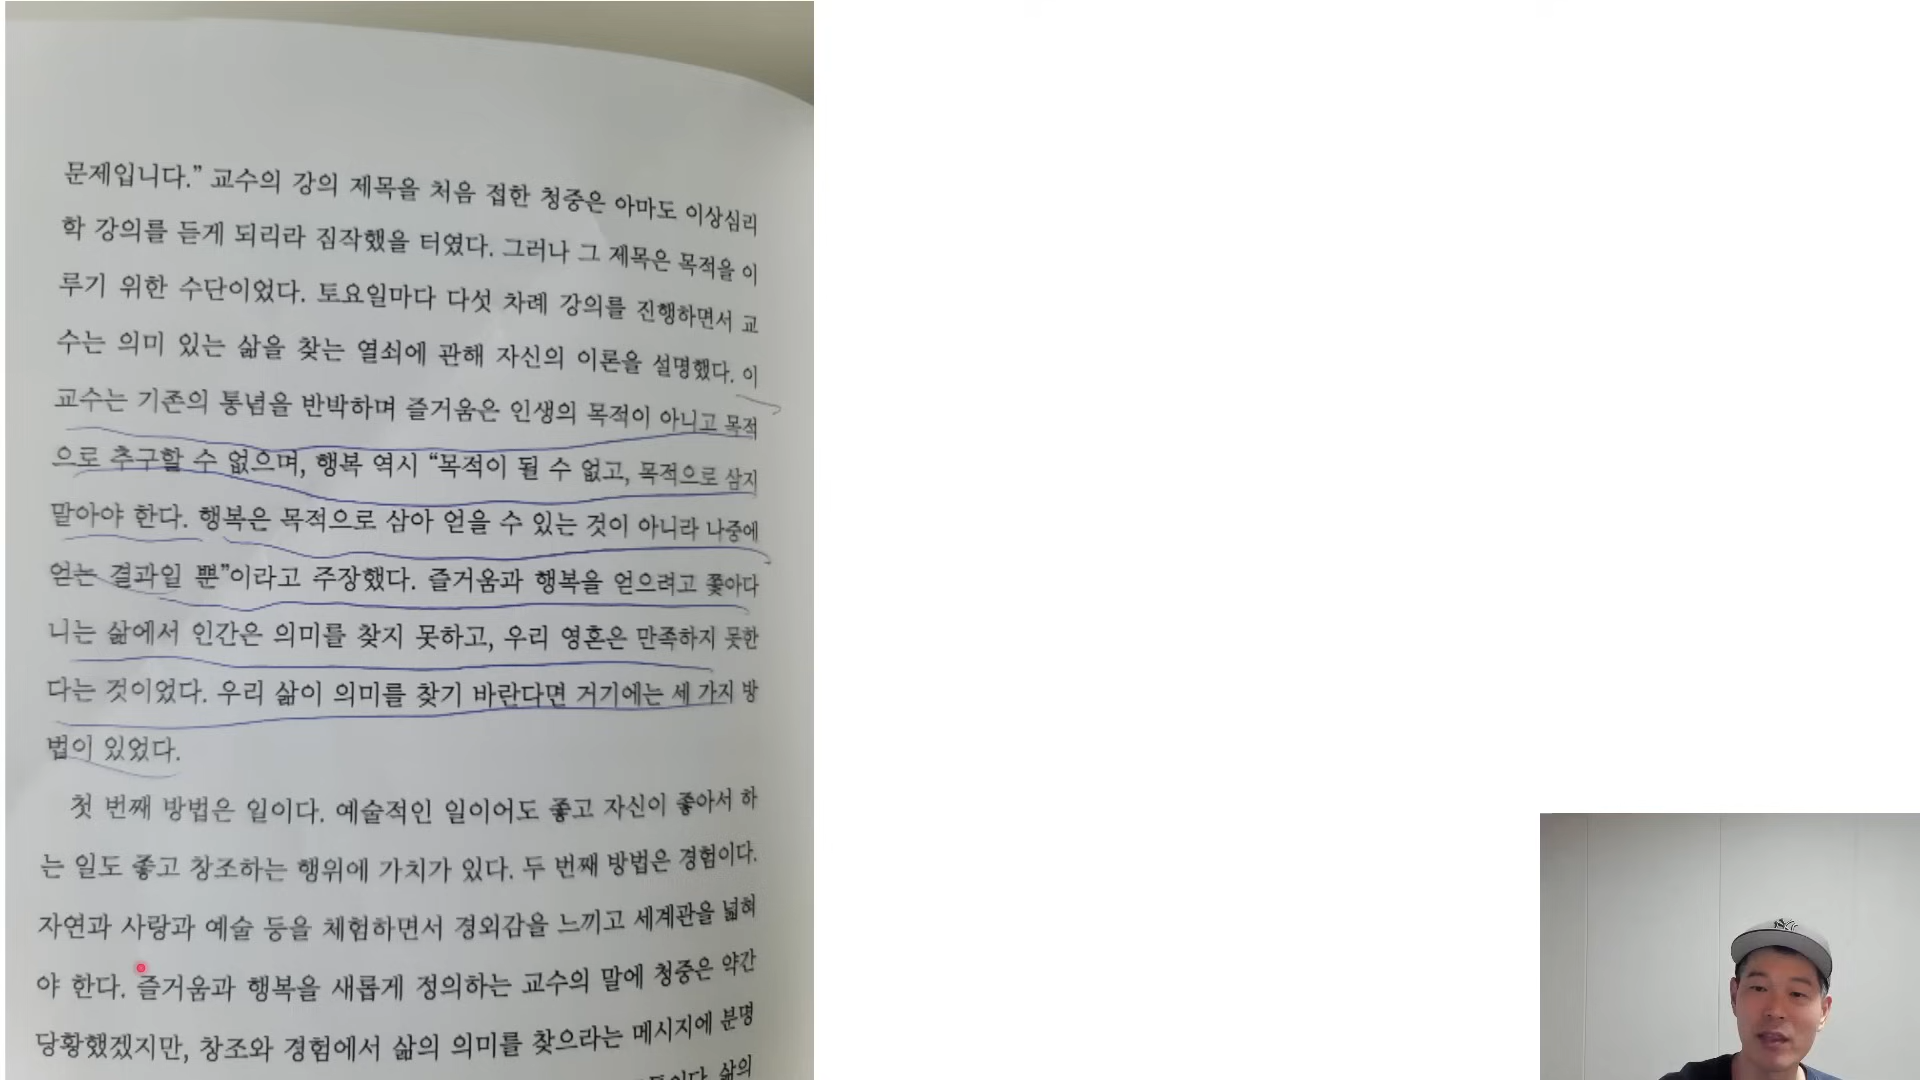 문제입니다.” 교수의 강의 제목을 처음 접한 청중은 아마도 이상심리
학 강의를 듣게 되리라 짐작했을 터였다. 그러나 그 제목은 목적을 이
루기 위한 수단이었다. 토요일마다 다섯 차례 강의를 진행하면서 교
수는 의미 있는 삶을 찾는 열쇠에 관해 자신의 이론을 설명했다. 이
교수는 기존의 통념을 반박하며 즐거움은 인생의 목적이 아니고 목적
으로 추구할 수 없으며, 행복 역시 “목적이 될 수 없고, 목적으로 삼지
말아야 한다. 행복은 목적으로 삼아 얻을 수 있는 것이 아니라 나중에
얻는 결과일 뿐”이라고 주장했다. 즐거움과 행복을 얻으려고 쫓아다
니는 삶에서 인간은 의미를 찾지 못하고, 우리 영혼은 만족하지 못한
다는 것이었다. 우리 삶이 의미를 찾기 바란다면 거기에는 세 가지 방
법이 있었다.
첫 번째 방법은 일이다. 예술적인 일이어도 좋고 자신이 좋아서 하
는 일도 좋고 창조하는 행위에 가치가 있다. 두 번째 방법은 경험이다.
자연과 사랑과 예술 등을 체험하면서 경외감을 느끼고 세계관을 넓혀
야 한다. 즐거움과 행복을 새롭게 정의하는 교수의 말에 청중은 약간
당황했겠지만, 창조와 경험에서 삶의 의미를 찾으라는 메시지에 분명
삶의